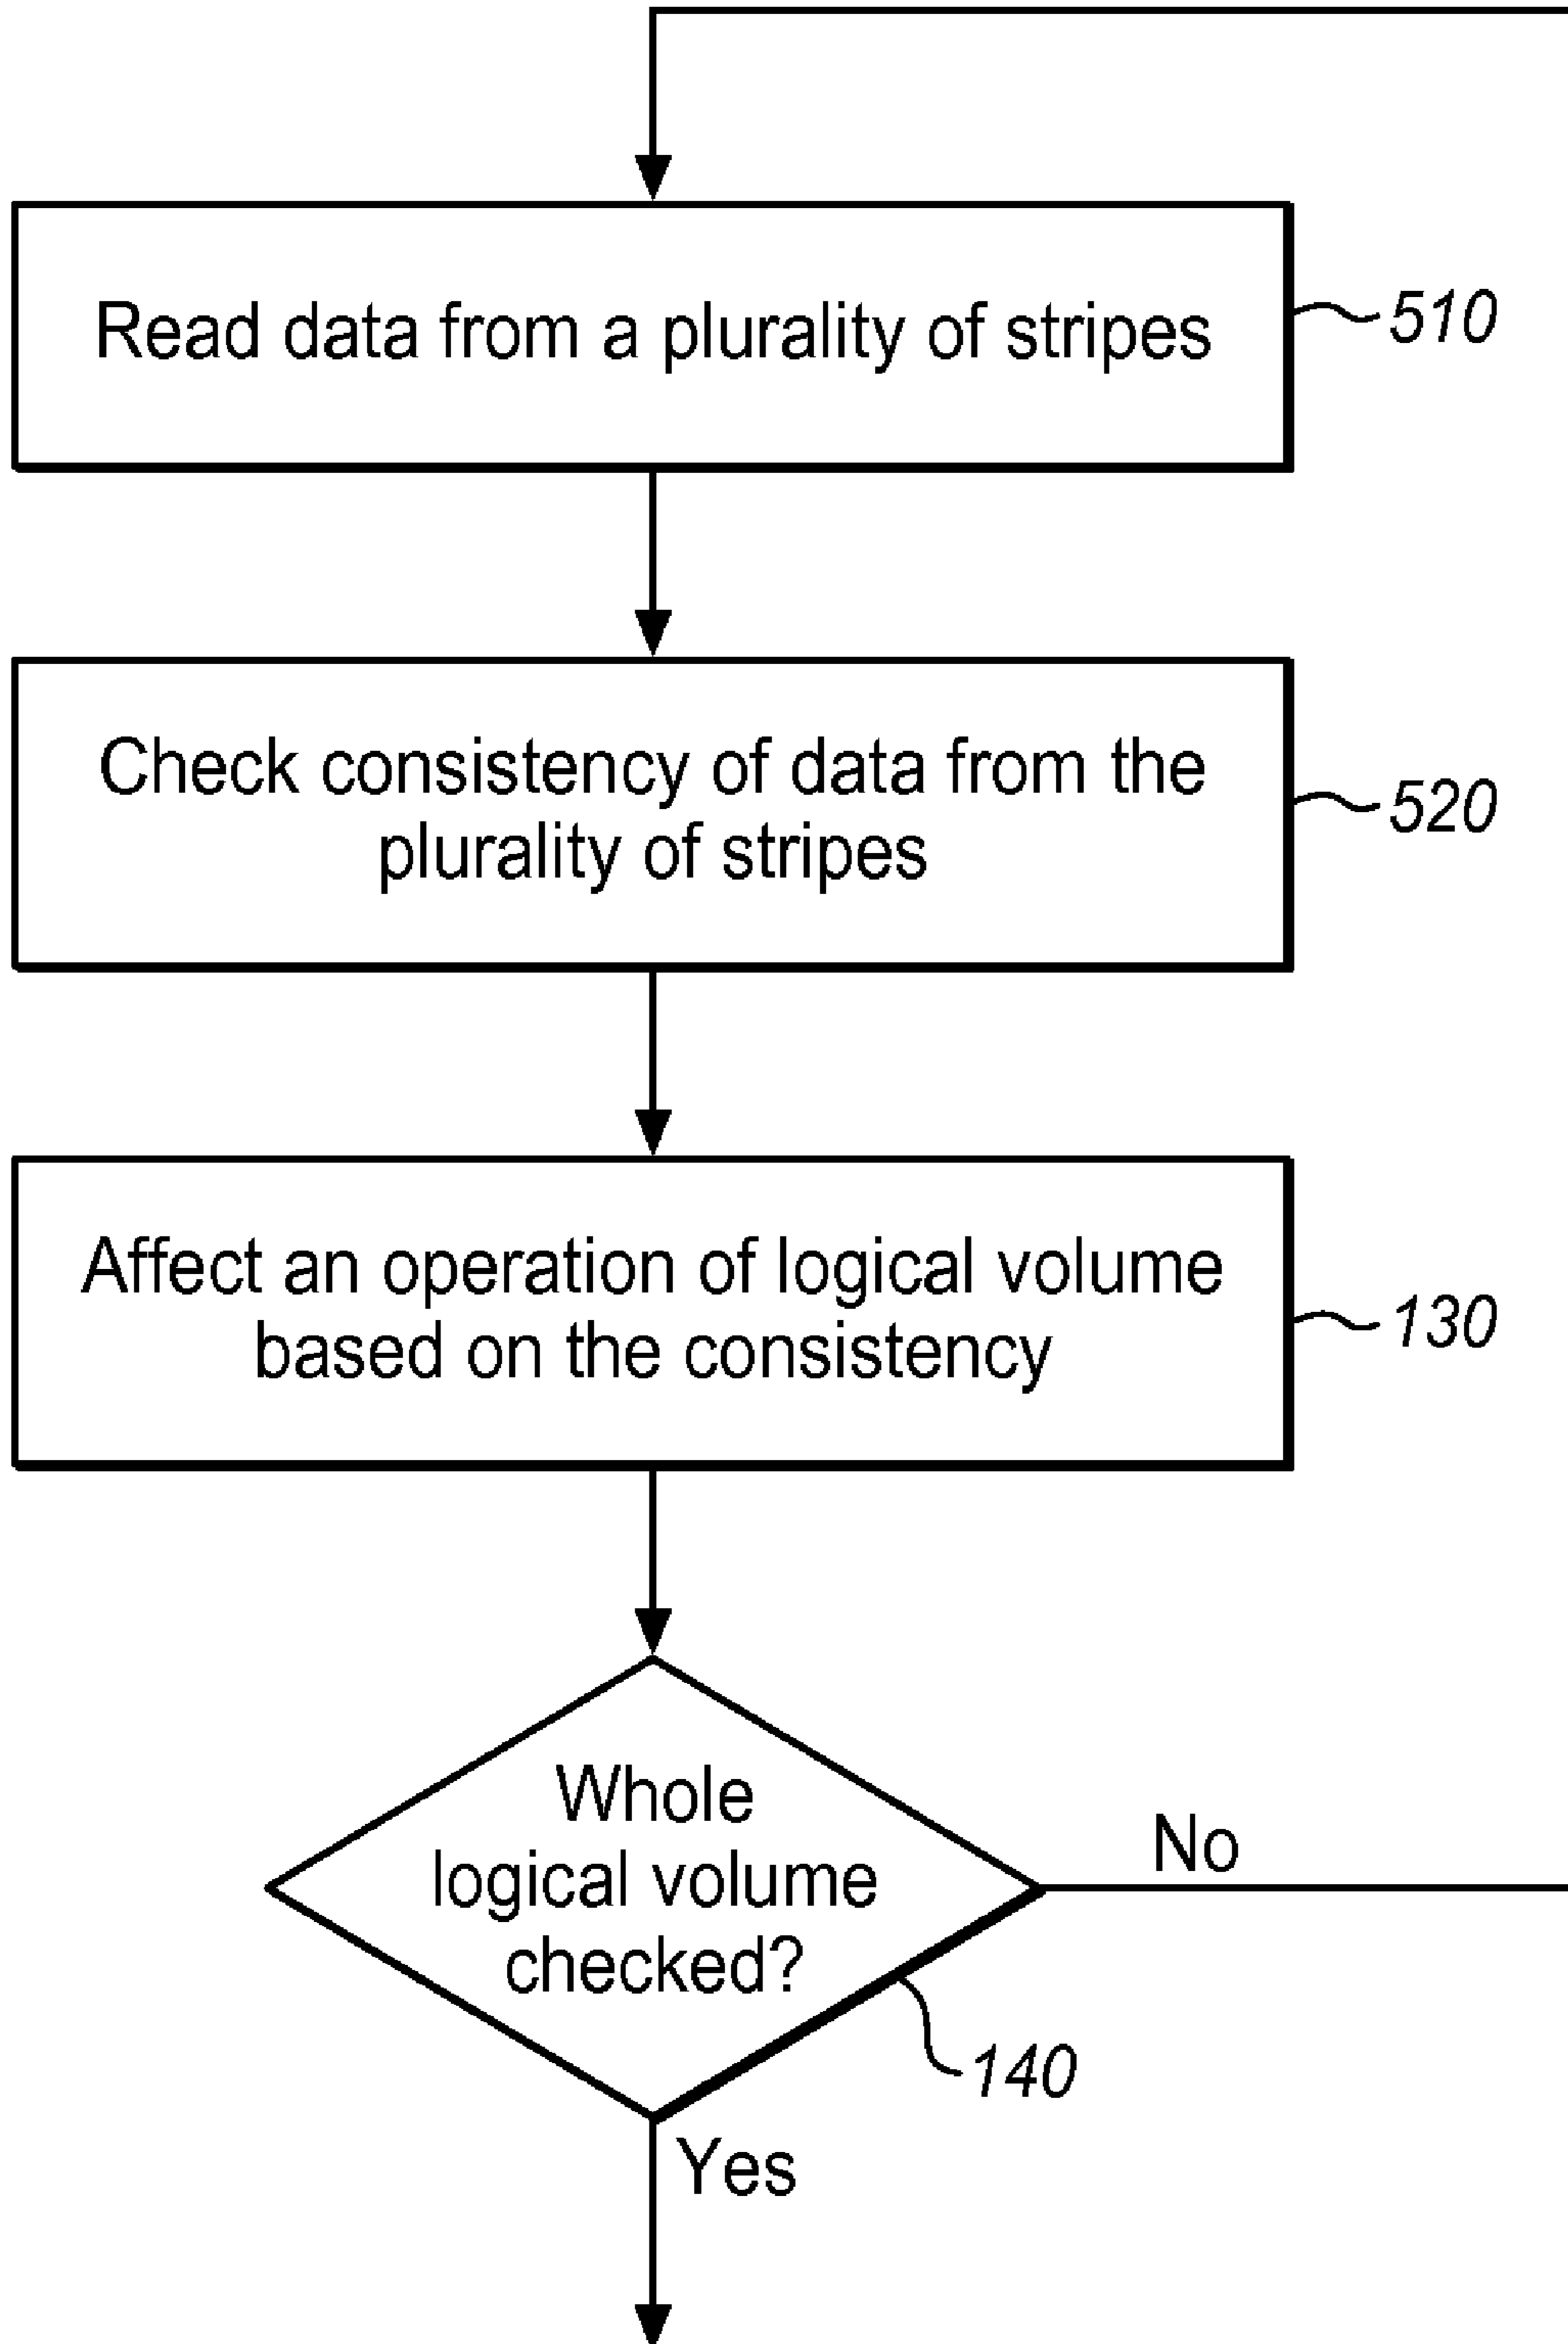 Read data from a plurality of stripes
510
Check consistency of data from the
plurality of stripes
520
Affect an operation of logical volume
based on the consistency
130
Whole
logical volume
checked?
No
140
Yes